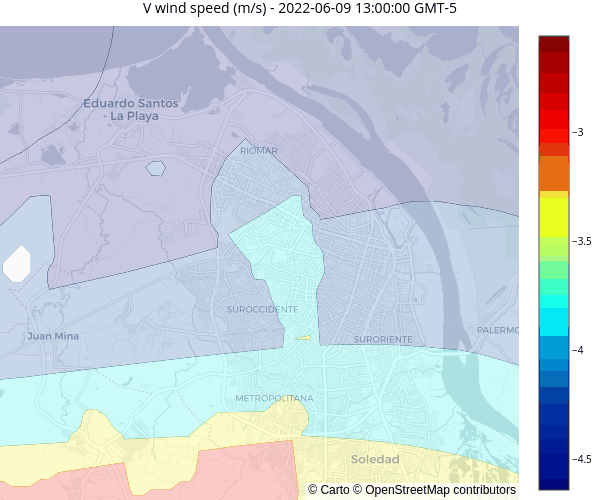 V wind speed (m/s) - 2022-06-09 13:00:00 GMT-5
Eduardo Santos
- La Playa
RIOMAR
−3
−3.5
SUROCCIDENTE
Juan Mina
SURORIENTE
PALERMO
−4
METROPOLITANA
Soledad
−4.5
© Carto © OpenStreetMap contributors